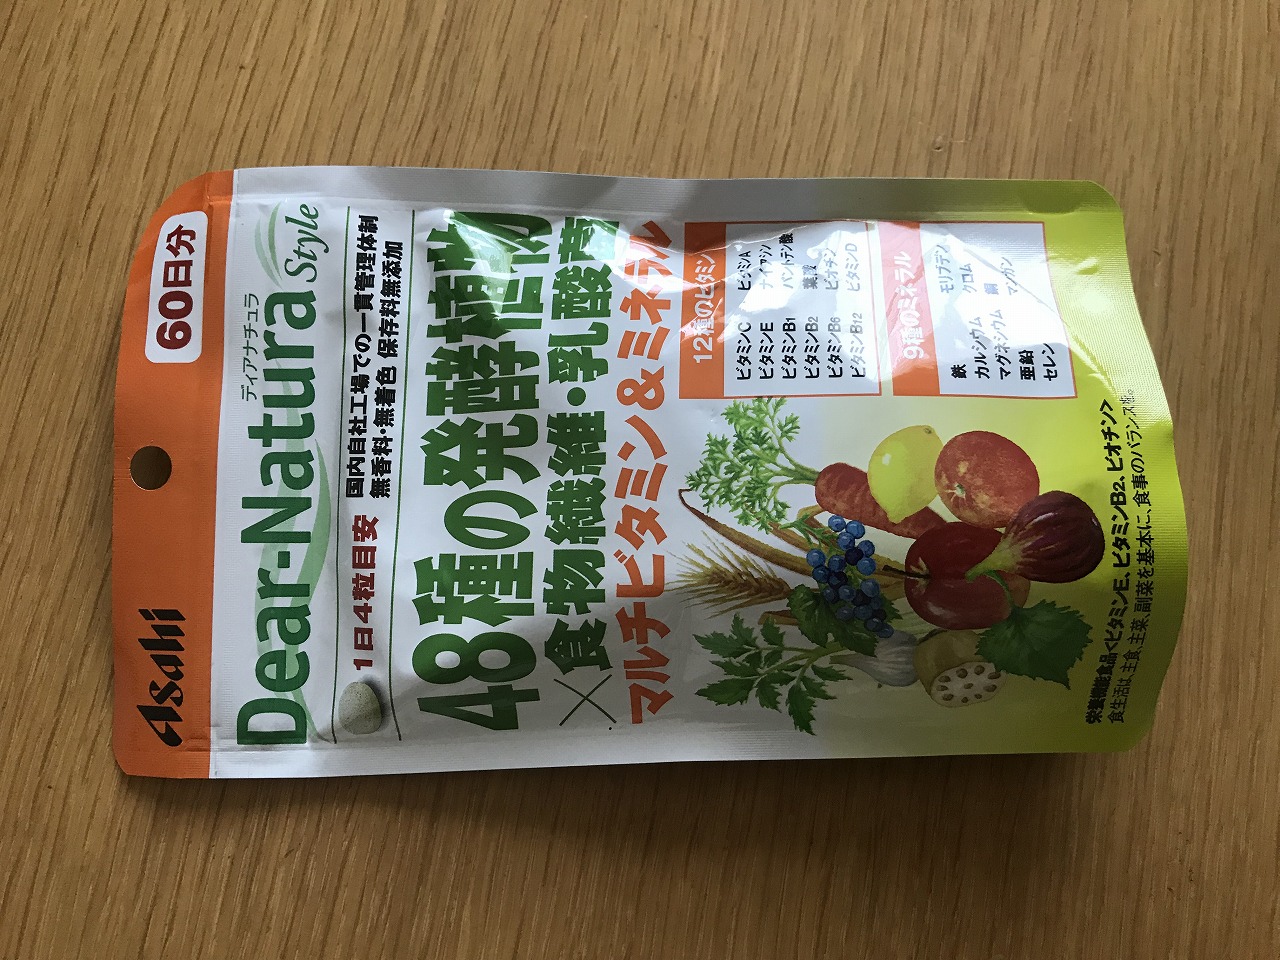 Asahi
60日分
ディアナチュラ
Dear-Natura Style
1日4粒目安
国内自社工場での一貫管理体制
無香料・無着色 保存料無添加
48種の発酵植物
×食物繊維・乳酸菌
マルチビタミン&ミネラル
12種のビタミン
ビタミンC ビタミンA
ビタミンE ナイアシン
ビタミンB1 パントテン酸
ビタミンB2 葉酸
ビタミンB6 ビオチン
ビタミンB12 ビタミンD
9種のミネラル
鉄 モリブデン
カルシウム クロム
マグネシウム 銅
亜鉛 マンガン
セレン
栄養機能食品<ビタミンE、ビタミンB2、ビオチン>
食生活は、主食、主菜、副菜を基本に、食事のバランスを。